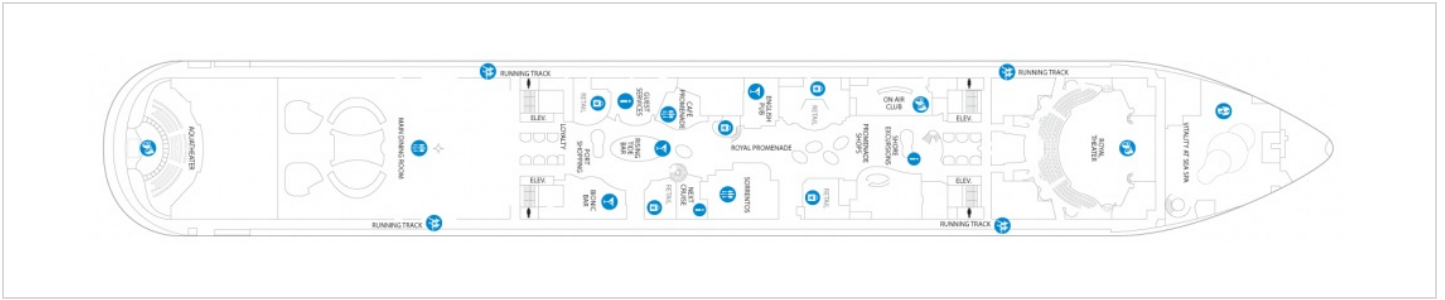 RUNNING TRACK
RUNNING TRACK
AQUATHEATER
MAIN DINING ROOM
ELEV.
LOYALTY
PORT
SHOPPING
RETAIL
GUEST
SERVICES
CAFE
PROMENADE
ENGLISH
PUB
RETAIL
ON AIR
CLUB
ELEV.
RISING
TIDE
BAR
ROYAL PROMENADE
PROMENADE
SHOPS
SHORE
EXCURSIONS
ROYAL
THEATER
VITALITY AT SEA SPA
ELEV.
BIONIC
BAR
RETAIL
NEXT
CRUISE
SORRENTOS
RETAIL
ELEV.
RUNNING TRACK
RUNNING TRACK